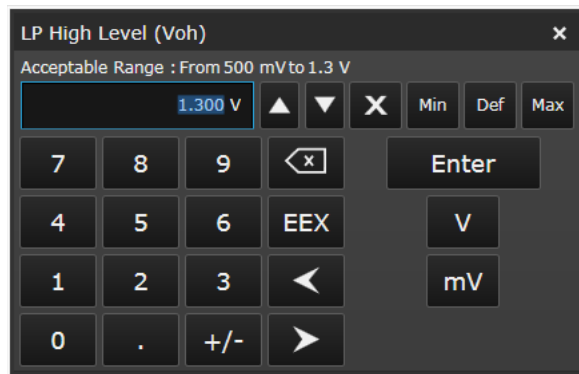 LP High Level (Voh) ×
Acceptable Range : From 500 mV to 1.3 V
1.300 V ▲ ▼ X Min Def Max
7 8 9 Enter
4 5 6 EEX V
1 2 3 mV
0 . +/-